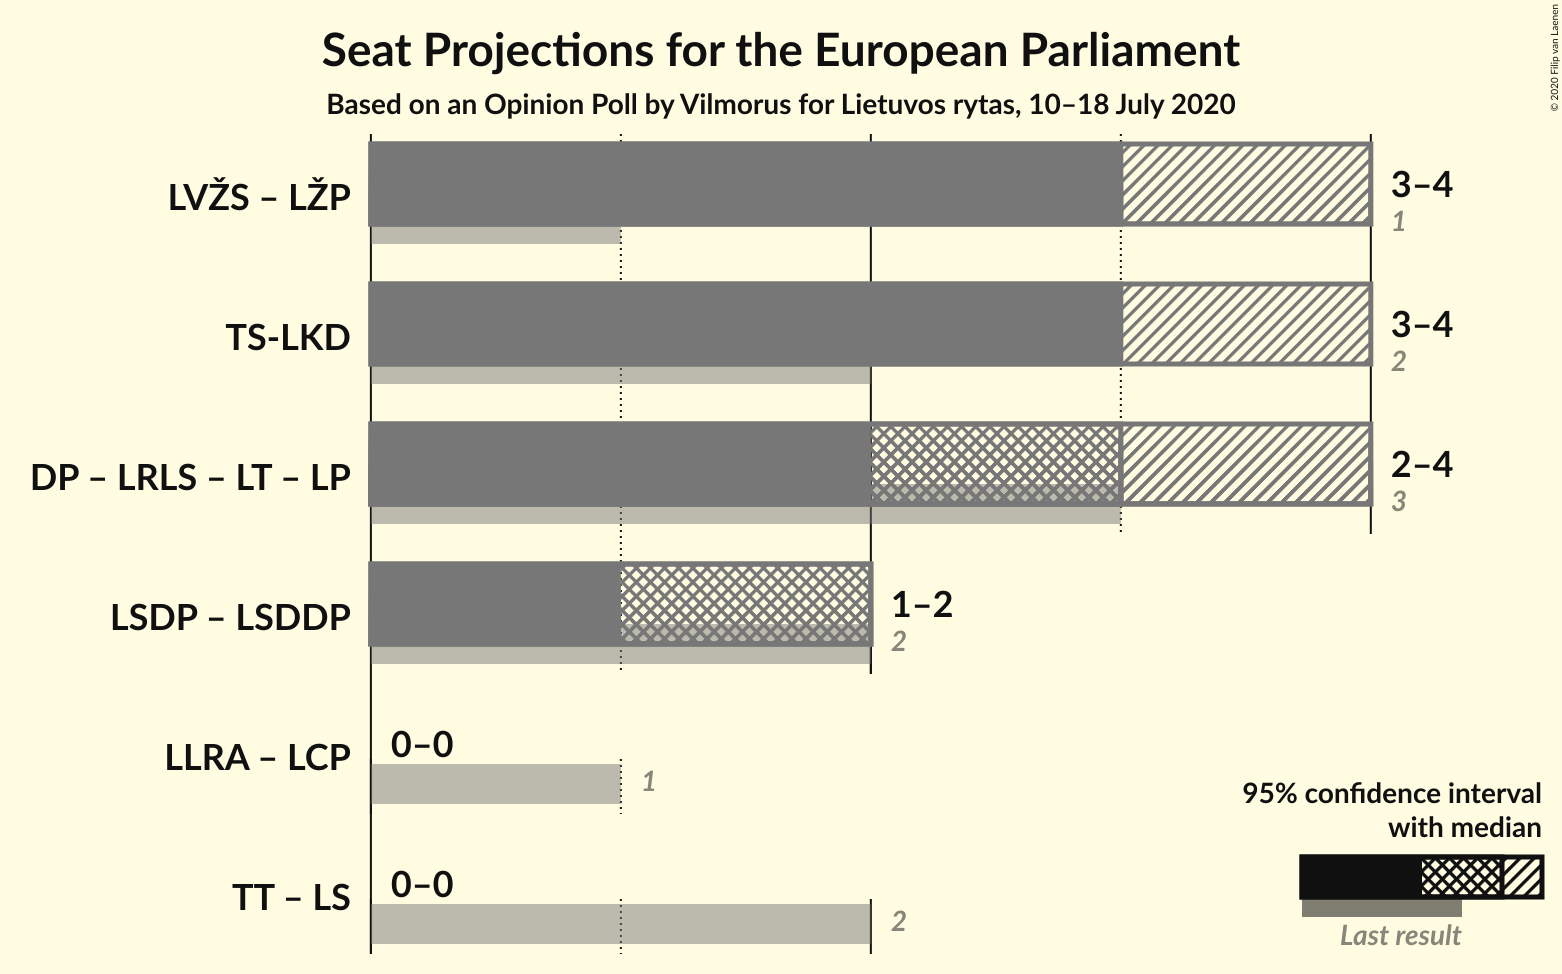 Seat Projections for the European Parliament
Based on an Opinion Poll by Vilmorus for Lietuvos rytas, 10–18 July 2020
© 2020 Filip van Laenen
LVŽS – LŽP
3–4
1
TS-LKD
3–4
2
DP – LRLS – LT – LP
2–4
3
LSDP – LSDDP
1–2
2
LLRA – LCP
0–0
1
TT – LS
0–0
2
95% confidence interval
with median
Last result